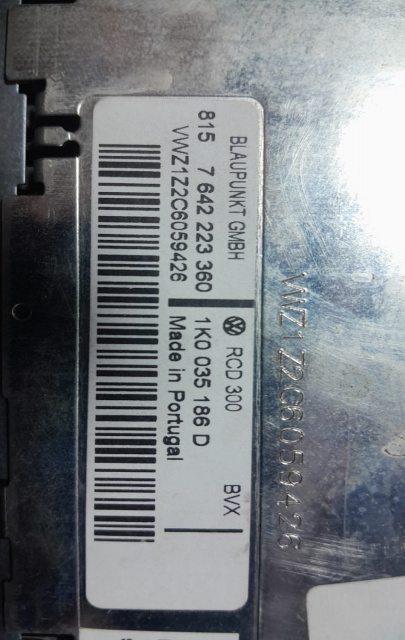 BLAUPUNKT GMBH
815 7 642 223 360
VWZ1Z2C6059426
RCD 300 BVX
1K0 035 186 D
Made in Portugal
VWZ1Z2C6059426